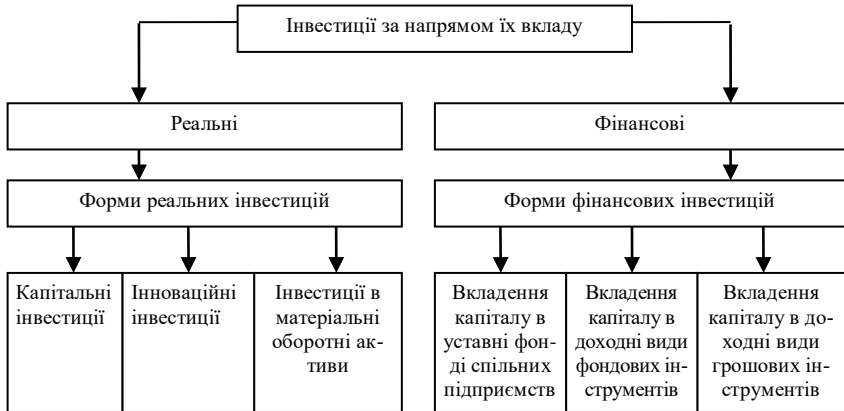 Інвестиції за напрямом їх вкладу
Реальні
Фінансові
Форми реальних інвестицій
Форми фінансових інвестицій
Капітальні
інвестиції
Інноваційні
інвестиції
Інвестиції в
матеріальні
оборотні ак-
тиви
Вкладення
капіталу в
уставні фон-
ді спільних
підприємств
Вкладення
капіталу в
доходні види
фондових ін-
струментів
Вкладення
капіталу в до-
ходні види
грошових ін-
струментів